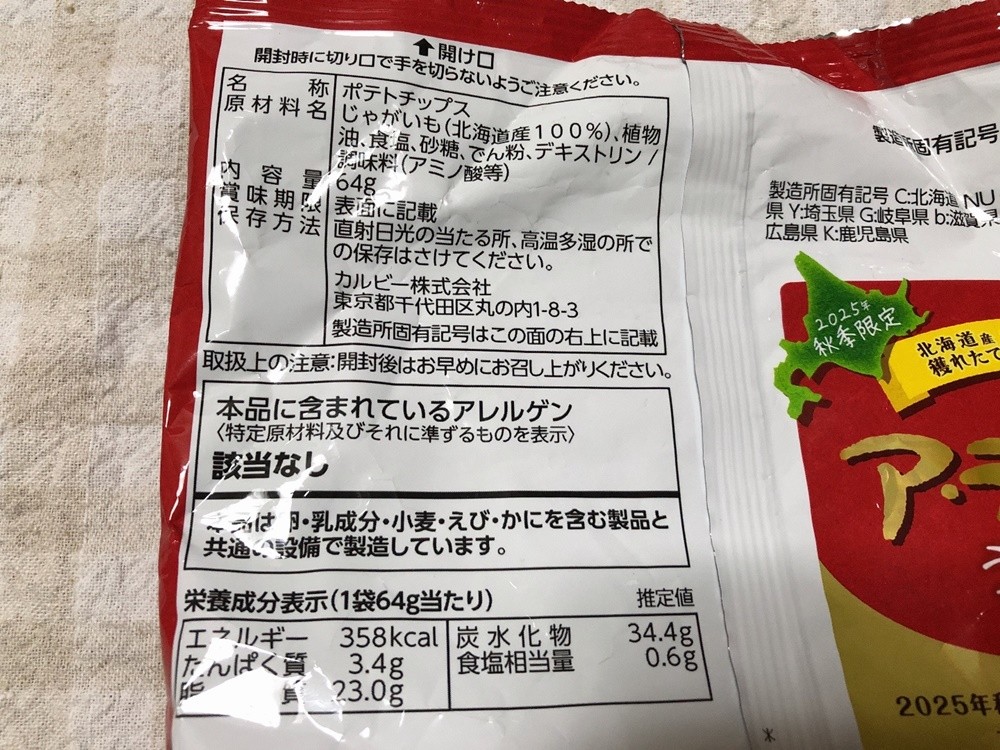 ↑開け口
開封時に切り口で手を切らないようご注意ください。
名称 ポテトチップス
原材料名 じゃがいも(北海道産100%)、植物
油、食塩、砂糖、でん粉、デキストリン/
調味料(アミノ酸等)
内容量 64g
賞味期限 表面に記載
保存方法 直射日光の当たる所、高温多湿の所で
の保存はさけてください。
カルビー株式会社
東京都千代田区丸の内1-8-3
製造所固有記号はこの面の右上に記載
取扱上の注意:開封後はお早めにお召し上がりください。
本品に含まれているアレルゲン
〈特定原材料及びそれに準ずるものを表示〉
該当なし
本品は卵・乳成分・小麦・えび・かにを含む製品と
共通の設備で製造しています。
栄養成分表示(1袋64g当たり) 推定値
エネルギー 358kcal 炭水化物 34.4g
たんぱく質 3.4g 食塩相当量 0.6g
脂質 23.0g
製造所固有記号
製造所固有記号 C:北海道 NU
県 Y:埼玉県 G:岐阜県 b:滋賀県
広島県 K:鹿児島県
2025年
秋季限定
北海道産
穫れたて
ア・ラ
2025年秋
*